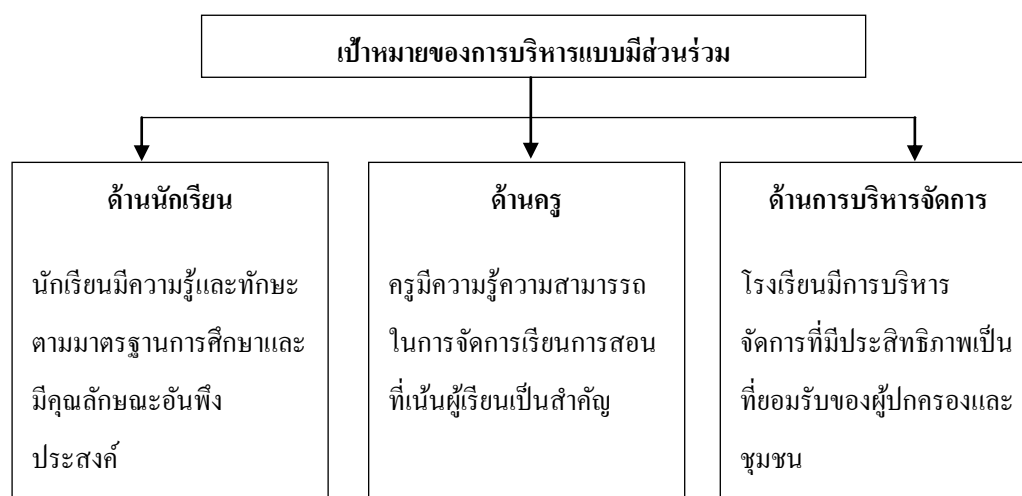 เป้าหมายของการบริหารแบบมีส่วนร่วม
ด้านนักเรียน
นักเรียนมีความรู้และทักษะ
ตามมาตรฐานการศึกษาและ
มีคุณลักษณะอันพึง
ประสงค์
ด้านครู
ครูมีความรู้ความสามารรถ
ในการจัดการเรียนการสอน
ที่เน้นผู้เรียนเป็นสำคัญ
ด้านการบริหารจัดการ
โรงเรียนมีการบริหาร
จัดการที่มีประสิทธิภาพเป็น
ที่ยอมรับของผู้ปกครองและ
ชุมชน